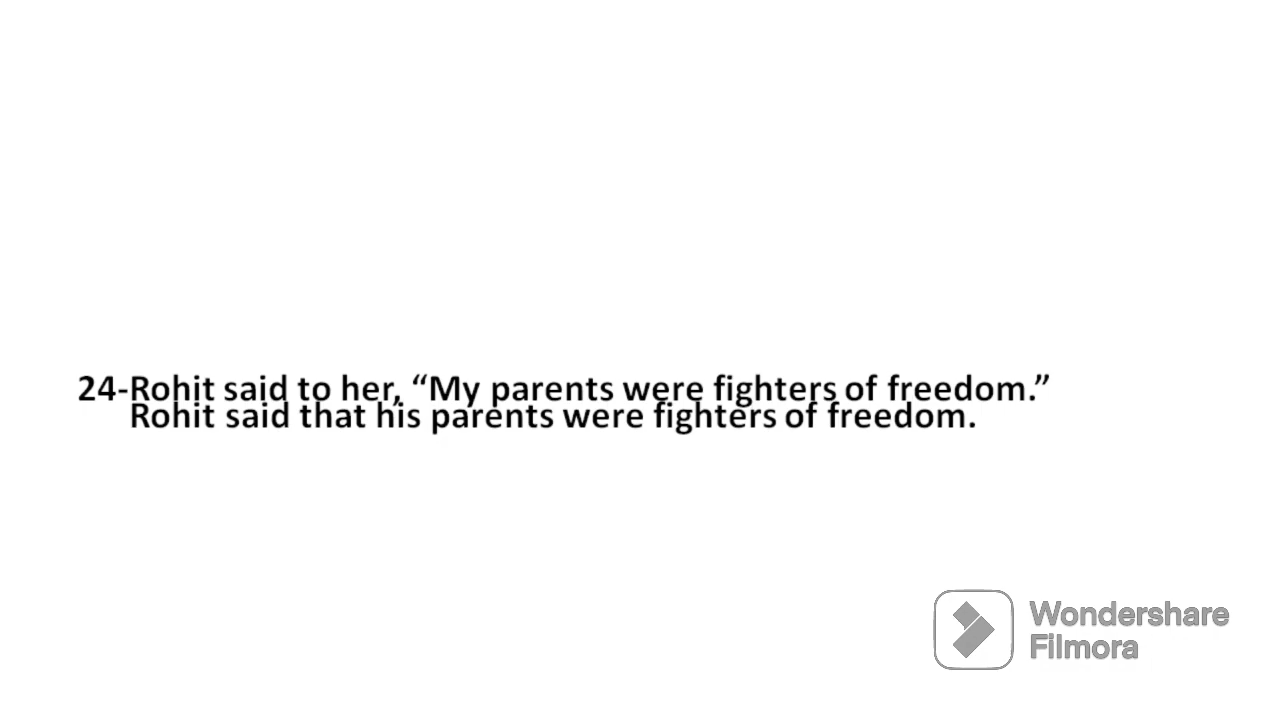 24-Rohit said to her, “My parents were fighters of freedom.”
Rohit said that his parents were fighters of freedom.
Wondershare
Filmora